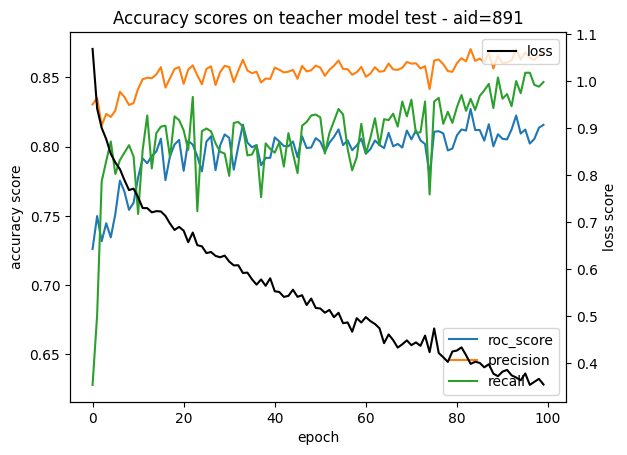 Accuracy scores on teacher model test - aid=891
accuracy score
0.85
0.80
0.75
0.70
0.65
0
20
40
60
80
100
epoch
1.1
1.0
0.9
0.8
0.7
0.6
0.5
0.4
loss score
loss
roc_score
precision
recall